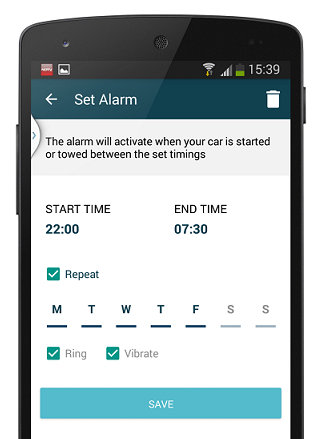 15:39
Set Alarm
The alarm will activate when your car is started
or towed between the set timings
START TIME END TIME
22:00 07:30
Repeat
M T W T F S S
Ring Vibrate
SAVE